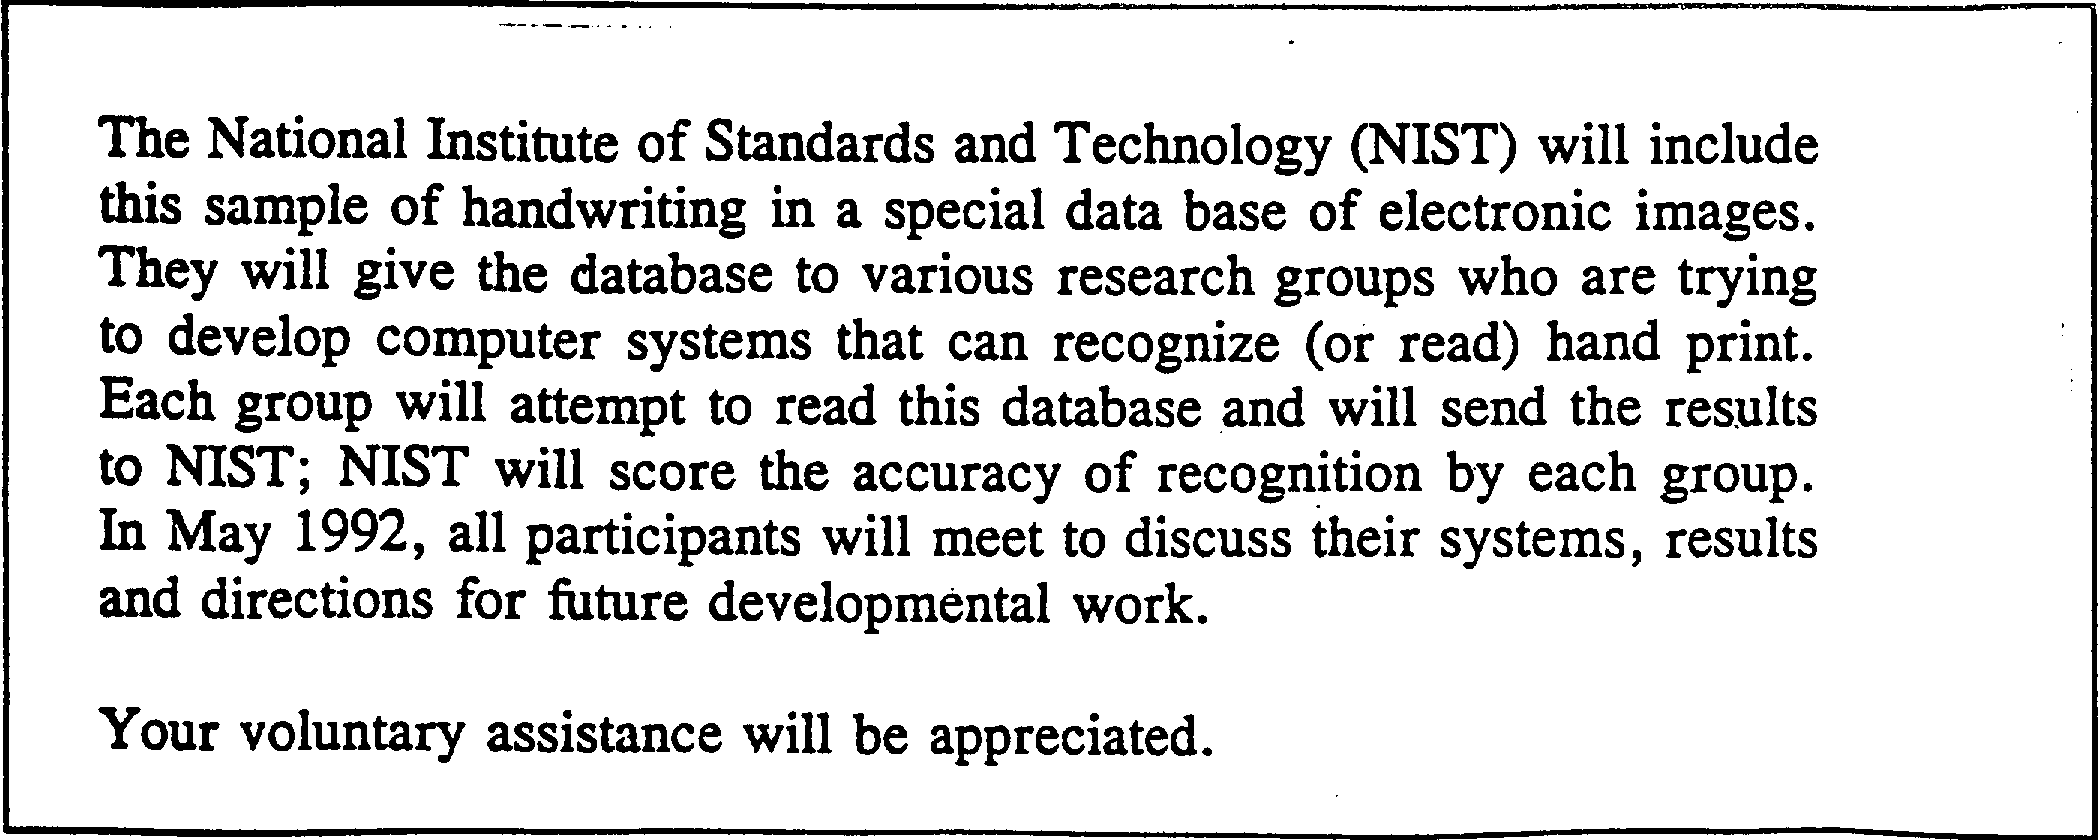 The National Institute of Standards and Technology (NIST) will include
this sample of handwriting in a special data base of electronic images.
They will give the database to various research groups who are trying
to develop computer systems that can recognize (or read) hand print.
Each group will attempt to read this database and will send the results
to NIST; NIST will score the accuracy of recognition by each group.
In May 1992, all participants will meet to discuss their systems, results
and directions for future developmental work.
Your voluntary assistance will be appreciated.